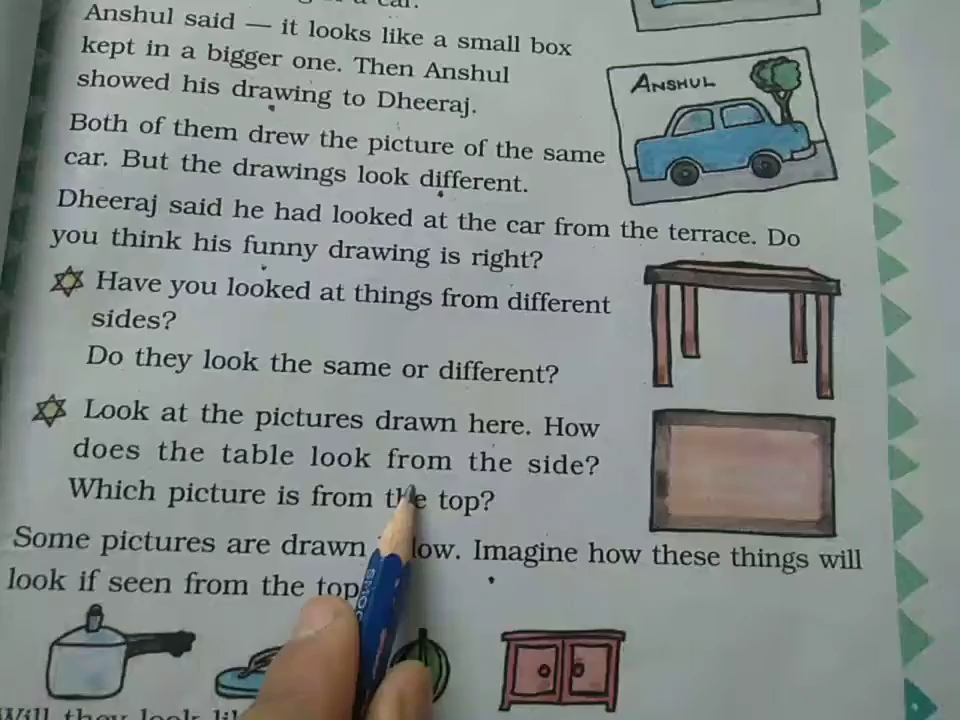 Anshul said — it looks like a small box
kept in a bigger one. Then Anshul
showed his drawing to Dheeraj.
ANSHUL
Both of them drew the picture of the same
car. But the drawings look different.
Dheeraj said he had looked at the car from the terrace. Do
you think his funny drawing is right?
Have you looked at things from different
sides?
Do they look the same or different?
Look at the pictures drawn here. How
does the table look from the side?
Which picture is from the top?
Some pictures are drawn below. Imagine how these things will
look if seen from the top
Will they look